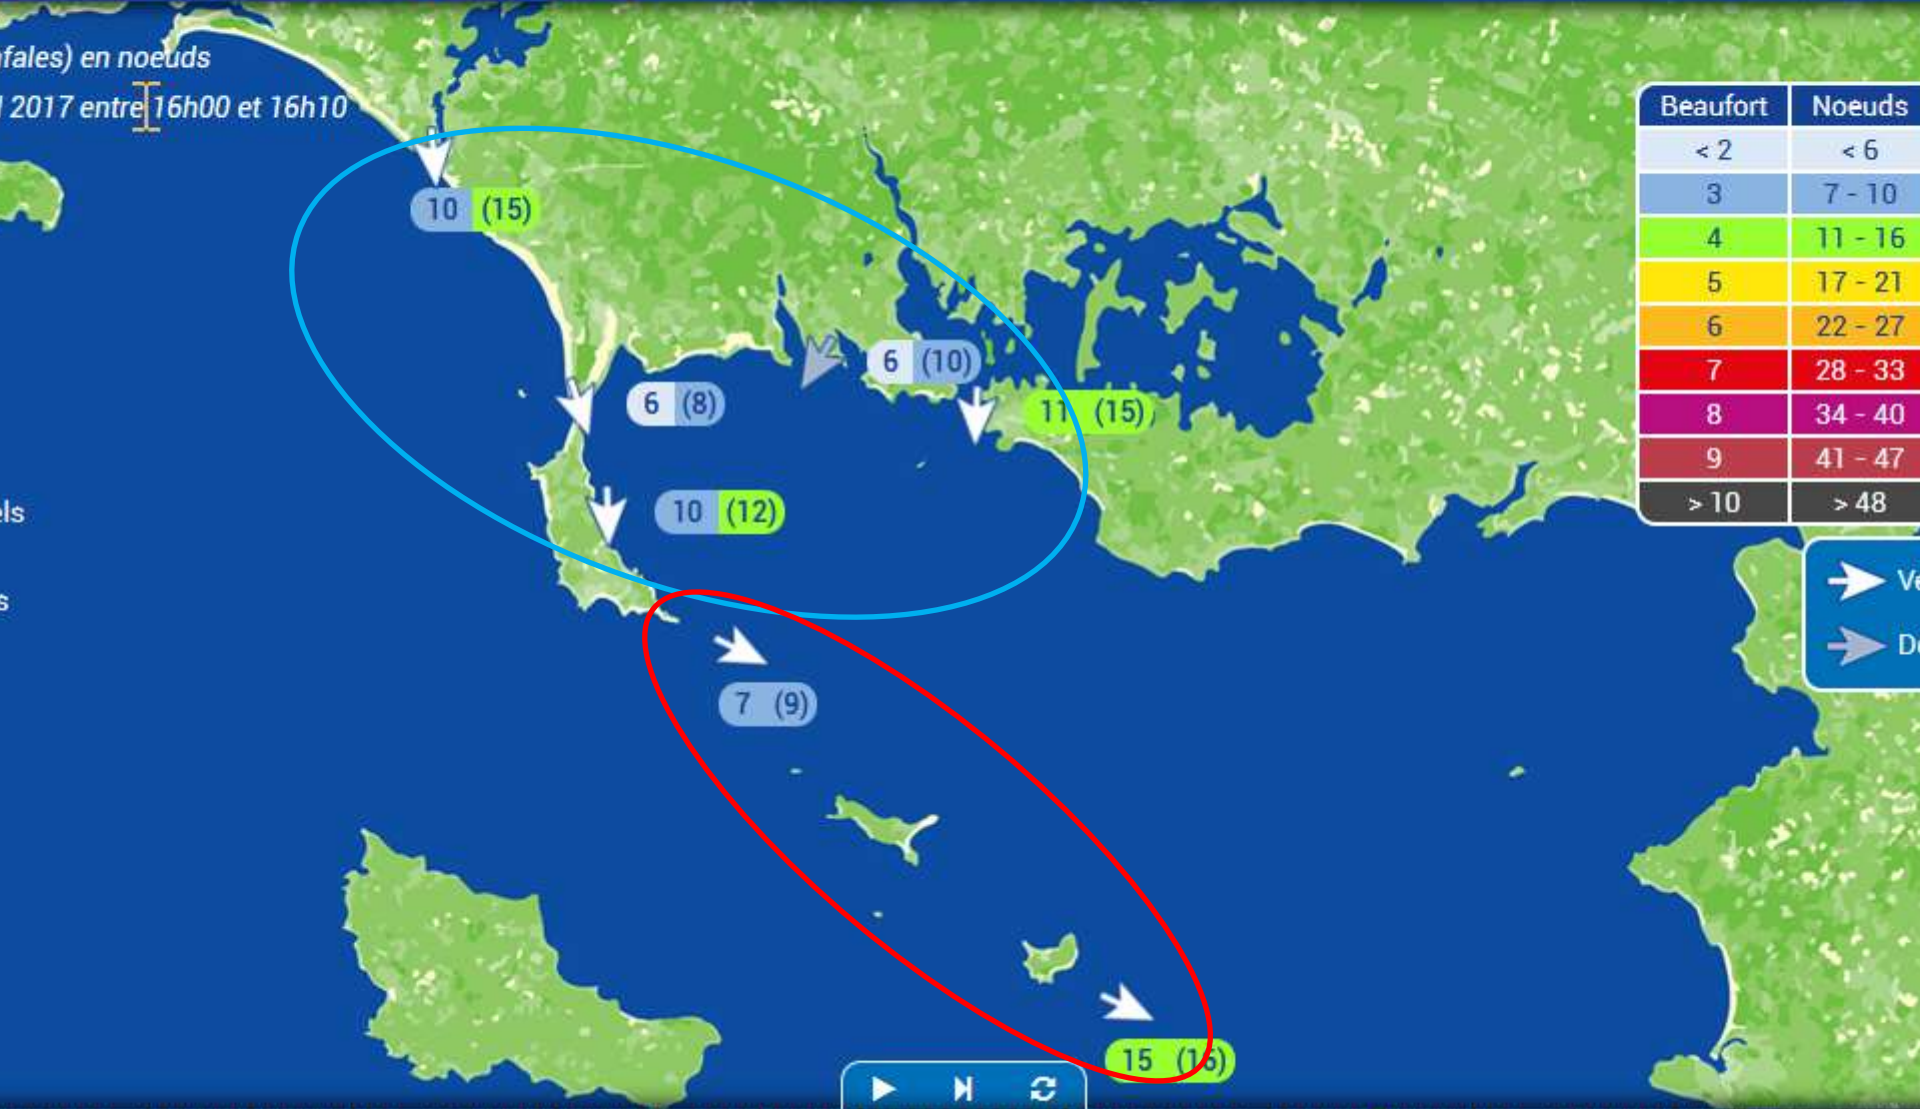 fales) en noeuds
2017 entre 16h00 et 16h10
Beaufort Noeuds
< 2 < 6
3 7 - 10
4 11 - 16
5 17 - 21
6 22 - 27
7 28 - 33
8 34 - 40
9 41 - 47
> 10 > 48
10 (15)
6 (10)
6 (8)
11 (15)
10 (12)
els
s
Ve
De
7 (9)
15 (16)